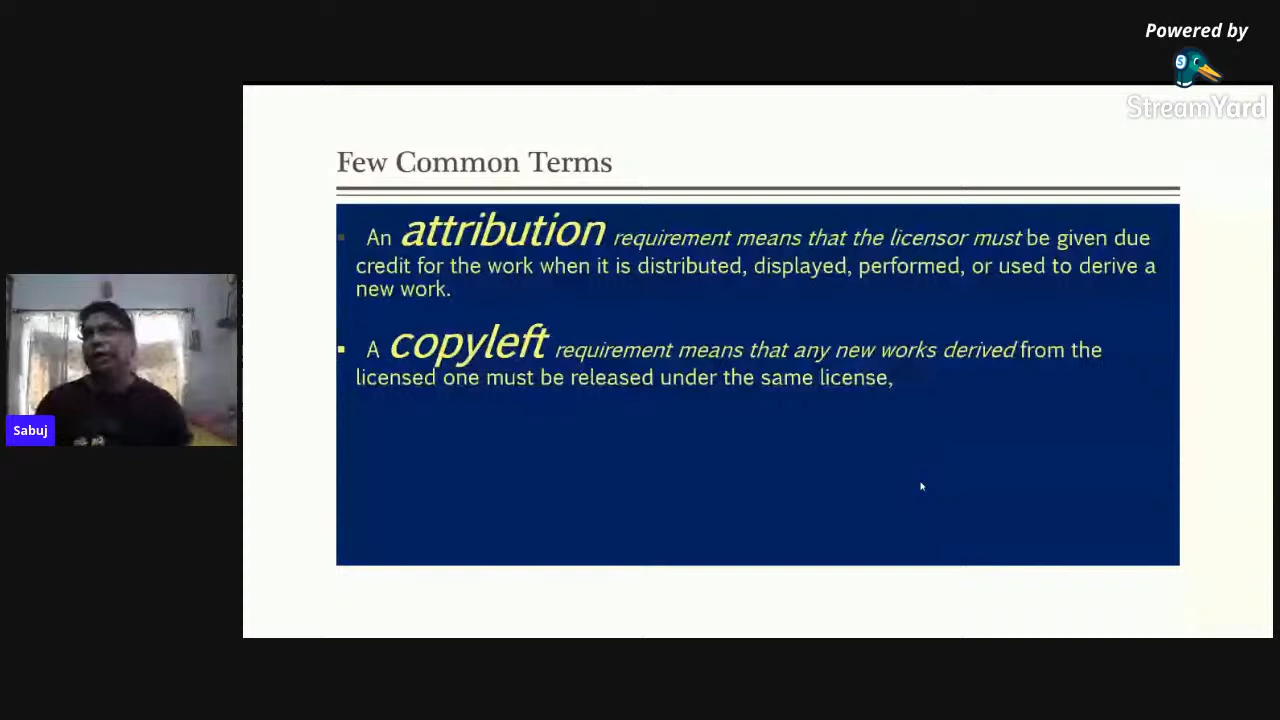 Powered by
StreamYard
Few Common Terms
▪ An attribution requirement means that the licensor must be given due
credit for the work when it is distributed, displayed, performed, or used to derive a
new work.
▪ A copyleft requirement means that any new works derived from the
licensed one must be released under the same license,
Sabuj